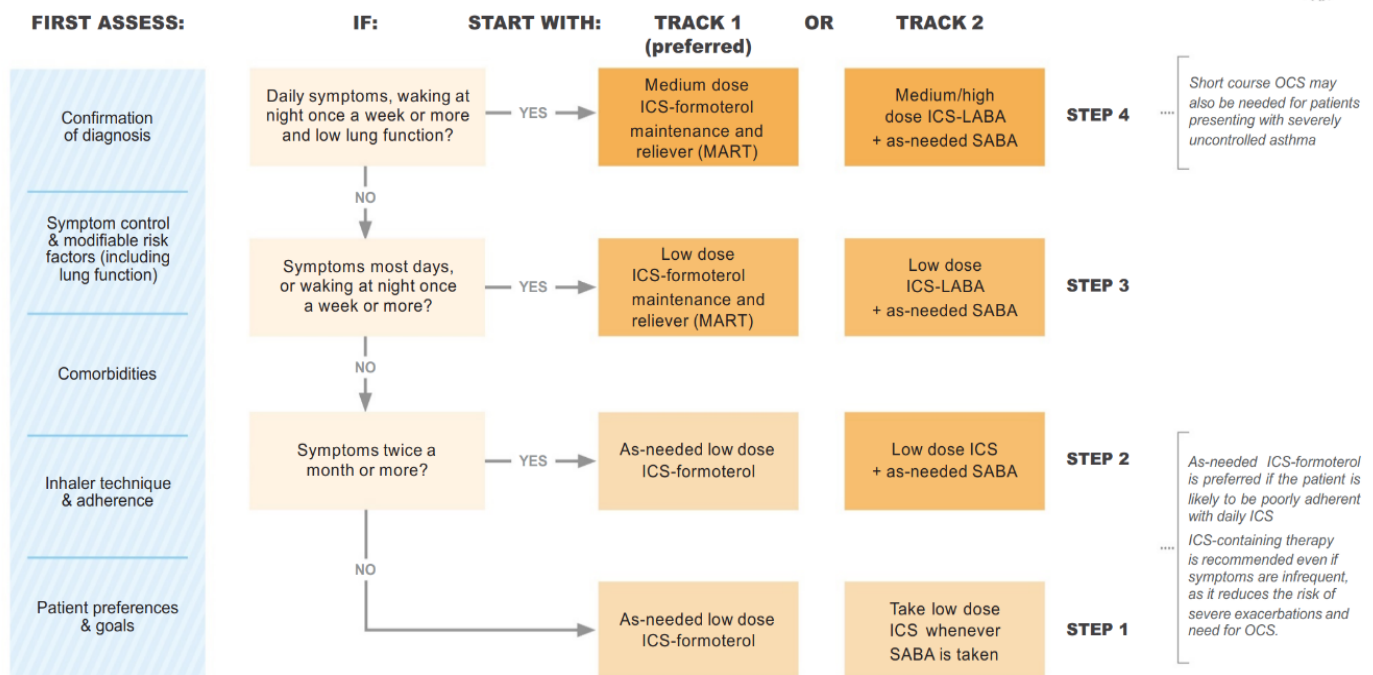 FIRST ASSESS:
IF:
START WITH:
TRACK 1
(preferred)
OR
TRACK 2
Confirmation
of diagnosis
Symptom control
& modifiable risk
factors (including
lung function)
Comorbidities
Inhaler technique
& adherence
Patient preferences
& goals
Daily symptoms, waking at
night once a week or more
and low lung function?
YES
Medium dose
ICS-formoterol
maintenance and
reliever (MART)
Medium/high
dose ICS-LABA
+ as-needed SABA
STEP 4
Short course OCS may
also be needed for patients
presenting with severely
uncontrolled asthma
NO
Symptoms most days,
or waking at night once
a week or more?
YES
Low dose
ICS-formoterol
maintenance and
reliever (MART)
Low dose
ICS-LABA
+ as-needed SABA
STEP 3
NO
Symptoms twice a
month or more?
YES
As-needed low dose
ICS-formoterol
Low dose ICS
+ as-needed SABA
STEP 2
As-needed ICS-formoterol
is preferred if the patient is
likely to be poorly adherent
with daily ICS
ICS-containing therapy
is recommended even if
symptoms are infrequent,
as it reduces the risk of
severe exacerbations and
need for OCS.
NO
As-needed low dose
ICS-formoterol
Take low dose
ICS whenever
SABA is taken
STEP 1